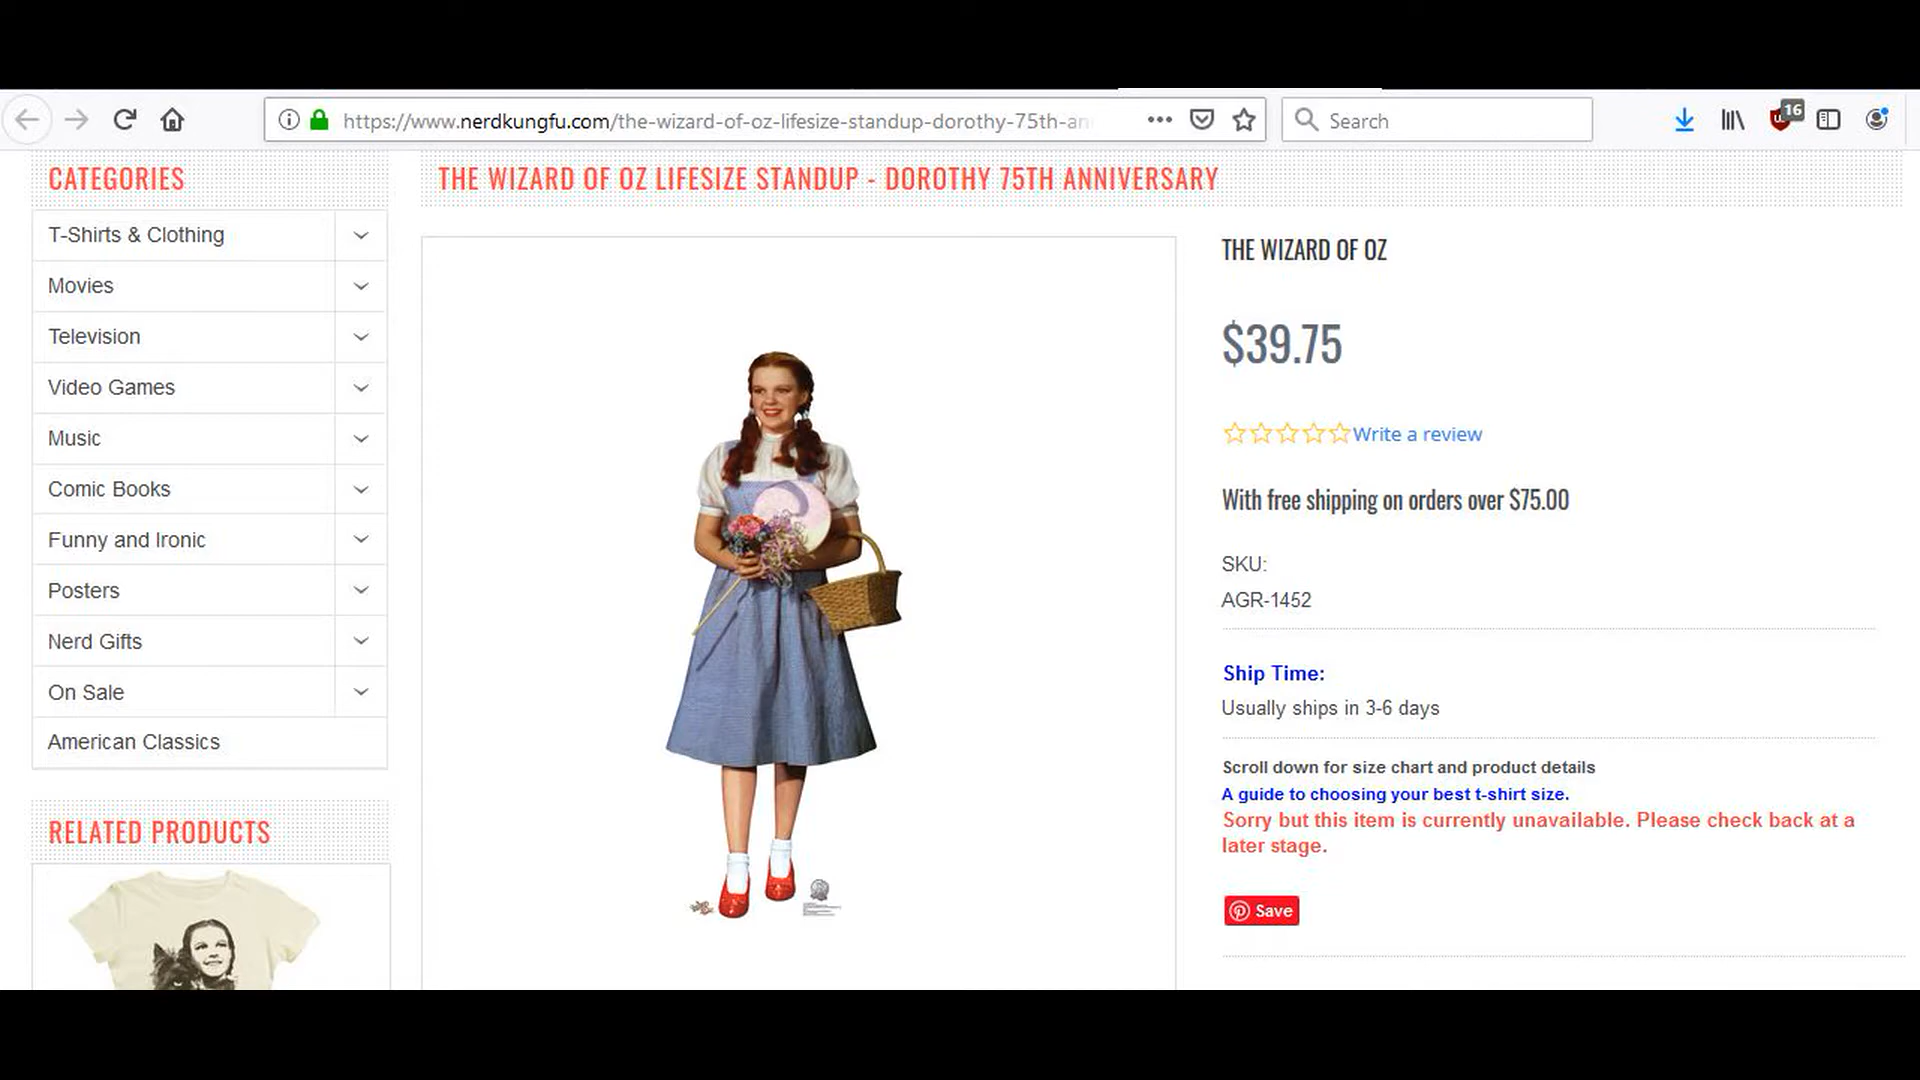 https://www.nerdkungfu.com/the-wizard-of-oz-lifesize-standup-dorothy-75th-an
Search
16
CATEGORIES
T-Shirts & Clothing
Movies
Television
Video Games
Music
Comic Books
Funny and Ironic
Posters
Nerd Gifts
On Sale
American Classics
RELATED PRODUCTS
THE WIZARD OF OZ LIFESIZE STANDUP - DOROTHY 75TH ANNIVERSARY
THE WIZARD OF OZ
$39.75
Write a review
With free shipping on orders over $75.00
SKU:
AGR-1452
Ship Time:
Usually ships in 3-6 days
Scroll down for size chart and product details
A guide to choosing your best t-shirt size.
Sorry but this item is currently unavailable. Please check back at a
later stage.
Save